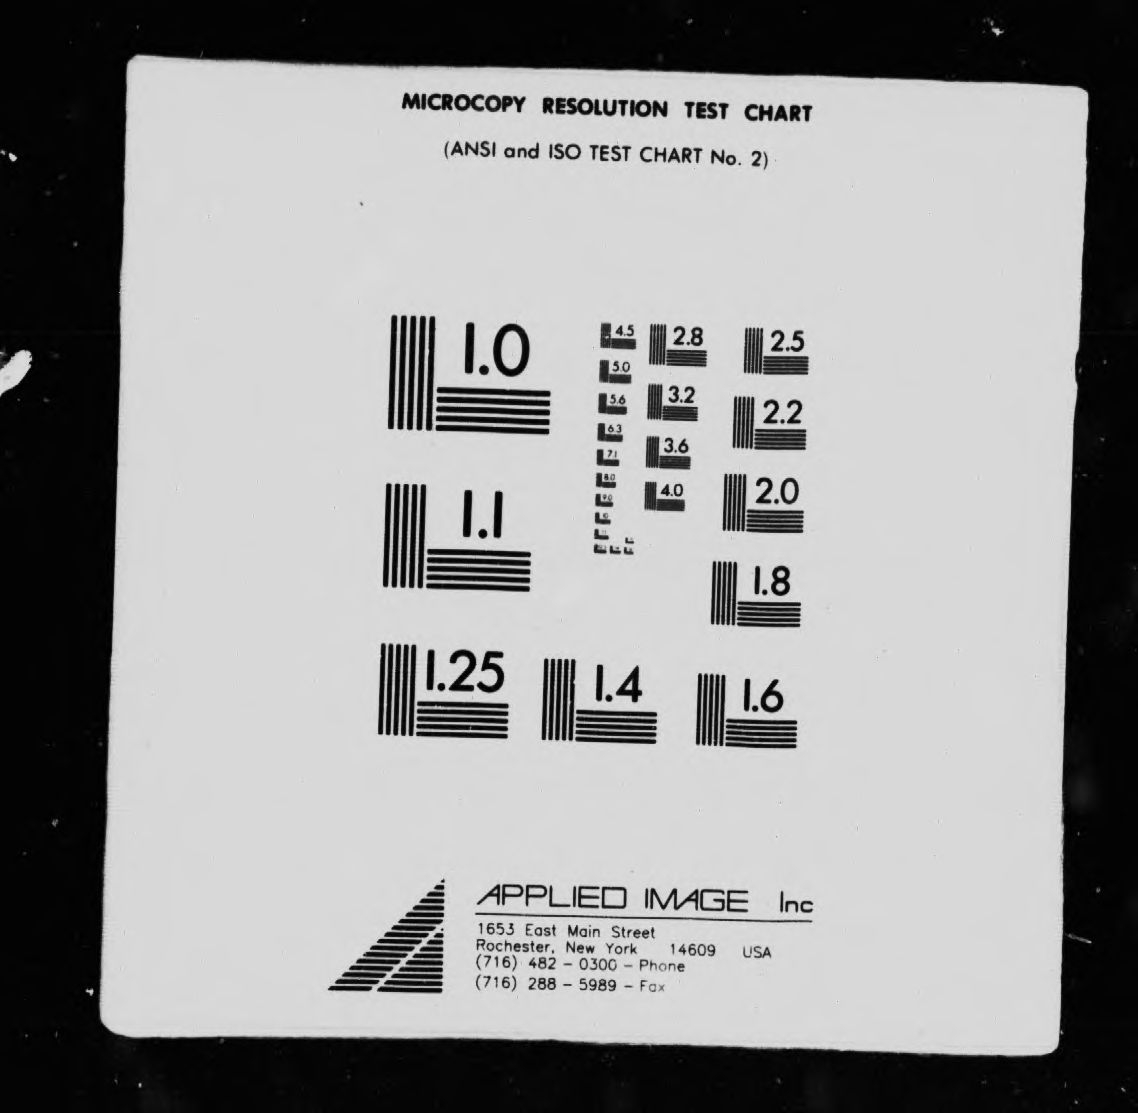 MICROCOPY RESOLUTION TEST CHART
(ANSI and ISO TEST CHART No. 2)
1.0
4.5
2.8
2.5
5.0
5.6
3.2
2.2
6.3
3.6
7.1
8.0
4.0
2.0
9.0
1.1
1.8
1.25
1.4
1.6
APPLIED IMAGE Inc
1653 East Main Street
Rochester, New York 14609 USA
(716) 482 - 0300 - Phone
(716) 288 - 5989 - Fax